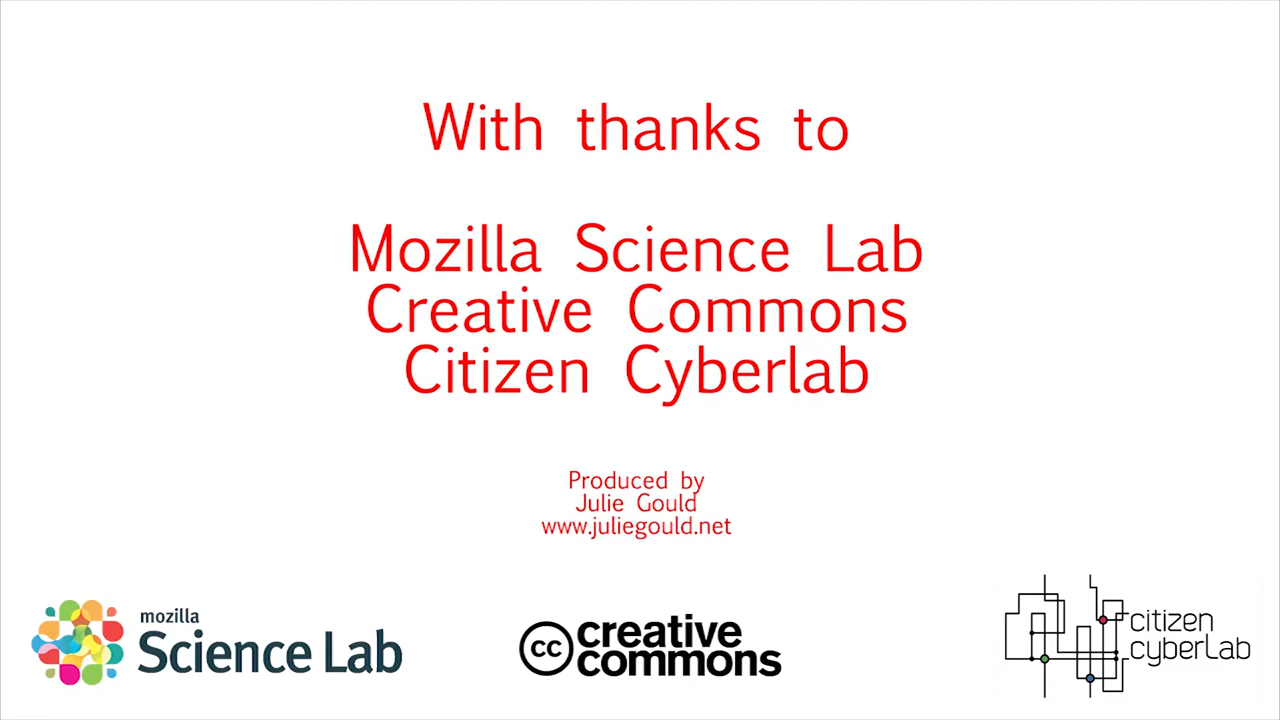 With thanks to
Mozilla Science Lab
Creative Commons
Citizen Cyberlab
Produced by
Julie Gould
www.juliegould.net
mozilla
Science Lab
cc
creative
commons
citizen
cyberlab